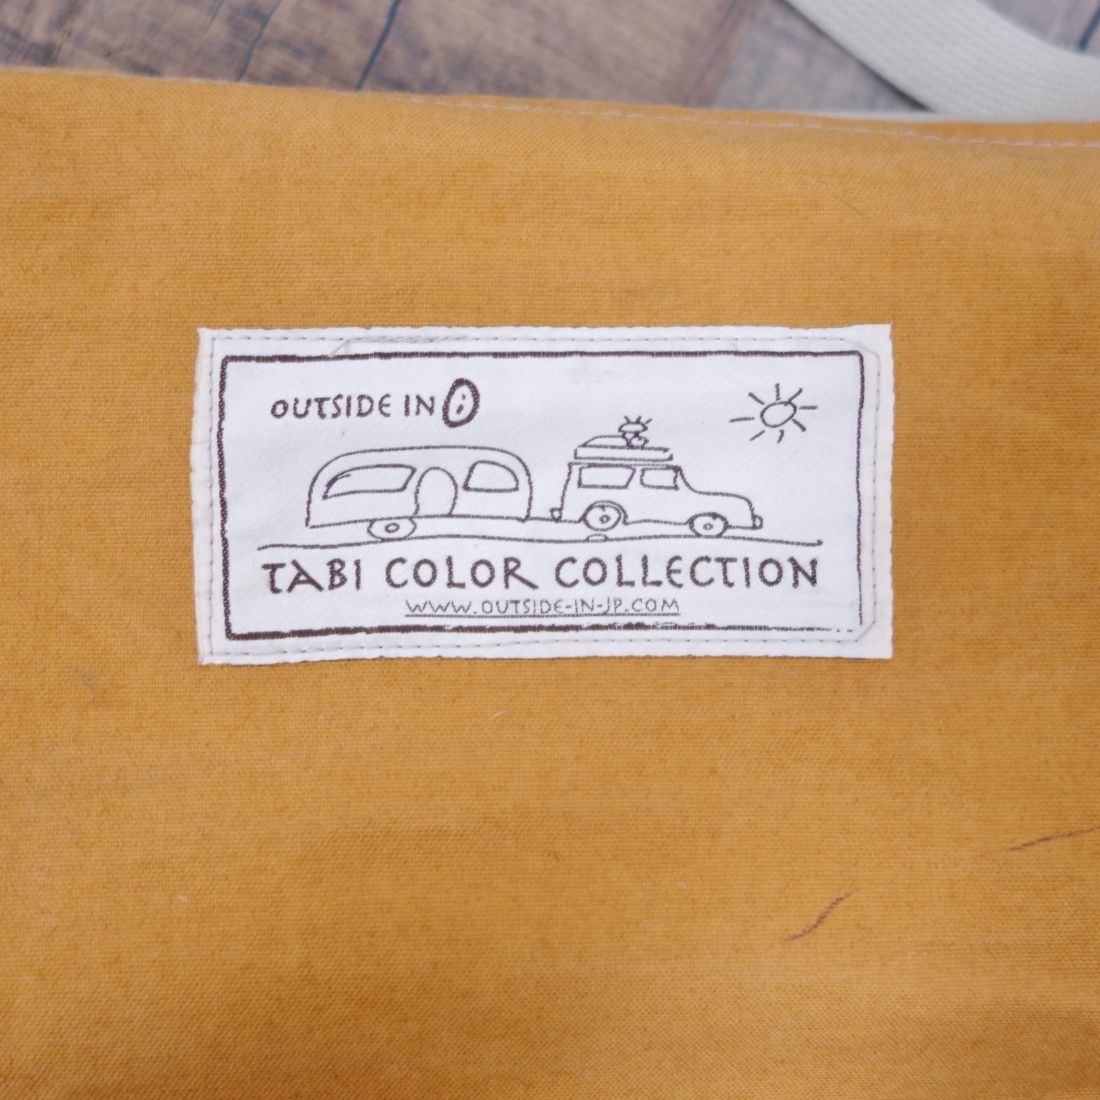 OUTSIDE IN
TABI COLOR COLLECTION
WWW.OUTSIDE-IN-JP.COM